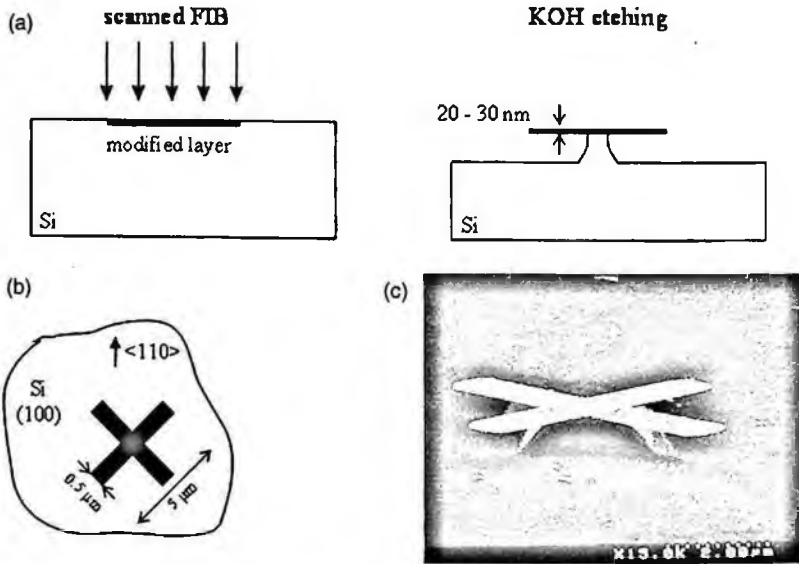 (a)
scanned FIB
modified layer
Si
KOH etching
20 - 30 nm
Si
(b)
<110>
Si
(100)
0.5 µm
5 µm
(c)